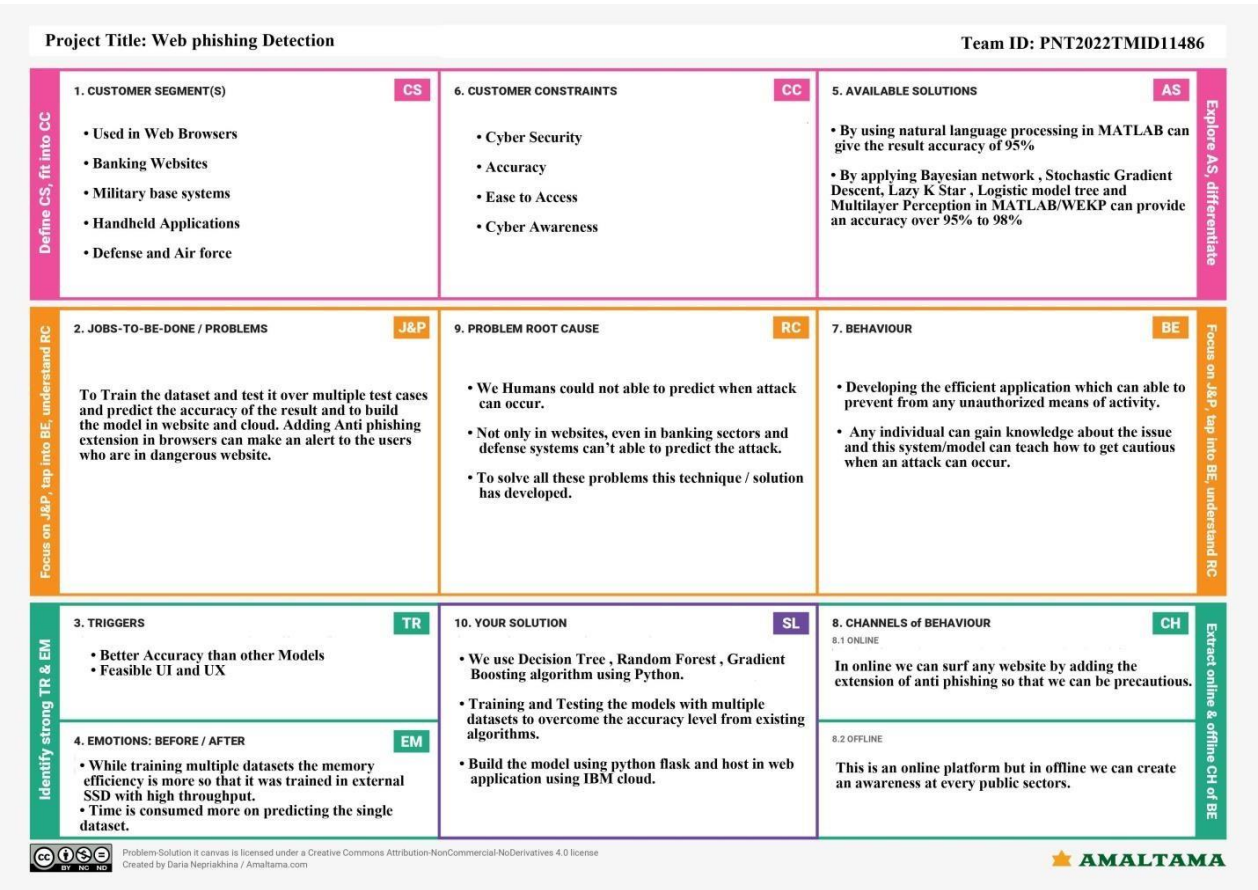 Project Title: Web phishing Detection
Team ID: PNT2022TMID11486
Define CS, fit into CC
1. CUSTOMER SEGMENT(S)
CS
• Used in Web Browsers
• Banking Websites
• Military base systems
• Handheld Applications
• Defense and Air force
6. CUSTOMER CONSTRAINTS
CC
• Cyber Security
• Accuracy
• Ease to Access
• Cyber Awareness
5. AVAILABLE SOLUTIONS
AS
• By using natural language processing in MATLAB can
give the result accuracy of 95%
• By applying Bayesian network , Stochastic Gradient
Descent, Lazy K Star , Logistic model tree and
Multilayer Perception in MATLAB/WEKP can provide
an accuracy over 95% to 98%
Explore AS, differentiate
Focus on J&P, tap into BE, understand RC
2. JOBS-TO-BE-DONE / PROBLEMS
J&P
To Train the dataset and test it over multiple test cases
and predict the accuracy of the result and to build
the model in website and cloud. Adding Anti phishing
extension in browsers can make an alert to the users
who are in dangerous website.
9. PROBLEM ROOT CAUSE
RC
• We Humans could not able to predict when attack
can occur.
• Not only in websites, even in banking sectors and
defense systems can't able to predict the attack.
• To solve all these problems this technique / solution
has developed.
7. BEHAVIOUR
BE
• Developing the efficient application which can able to
prevent from any unauthorized means of activity.
• Any individual can gain knowledge about the issue
and this system/model can teach how to get cautious
when an attack can occur.
Focus on J&P, tap into BE, understand RC
Identify strong TR & EM
3. TRIGGERS
TR
• Better Accuracy than other Models
• Feasible UI and UX
4. EMOTIONS: BEFORE / AFTER
EM
• While training multiple datasets the memory
efficiency is more so that it was trained in external
SSD with high throughput.
• Time is consumed more on predicting the single
dataset.
10. YOUR SOLUTION
SL
• We use Decision Tree , Random Forest , Gradient
Boosting algorithm using Python.
• Training and Testing the models with multiple
datasets to overcome the accuracy level from existing
algorithms.
• Build the model using python flask and host in web
application using IBM cloud.
8. CHANNELS of BEHAVIOUR
CH
8.1 ONLINE
In online we can surf any website by adding the
extension of anti phishing so that we can be precautious.
8.2 OFFLINE
This is an online platform but in offline we can create
an awareness at every public sectors.
Extract online & offline CH of BE
cc
BY NC ND
Problem-Solution it canvas is licensed under a Creative Commons Attribution-NonCommercial-NoDerivatives 4.0 license
Created by Daria Nepriakhina / Amaltama.com
AMALTAMA